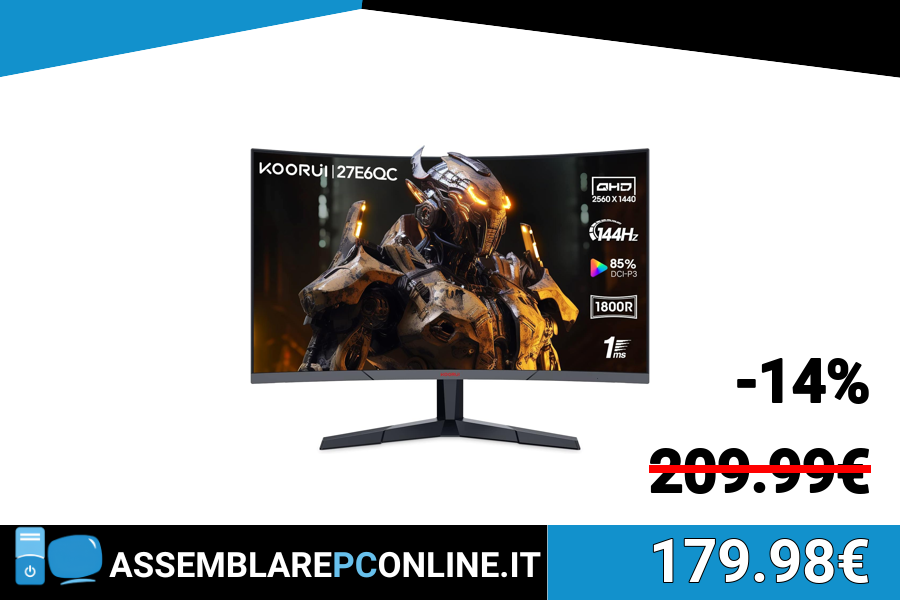 KOORUI | 27E6QC
QHD
2560 X 1440
144Hz
85%
DCI-P3
1800R
1ms
-14%
209.99€
ASSEMBLAREPCONLINE.IT
179.98€